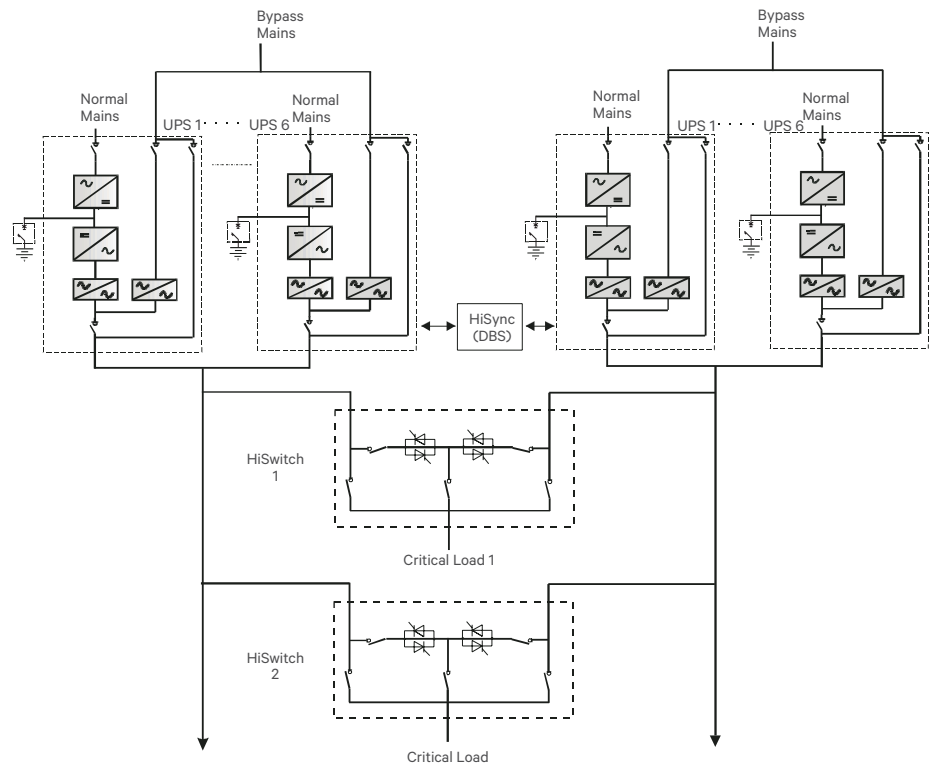 Bypass
Mains
Bypass
Mains
Normal
Mains
UPS 1
UPS 6
Normal
Mains
Normal
Mains
UPS 1
UPS 6
Normal
Mains
HiSync
(DBS)
HiSwitch
1
Critical Load 1
HiSwitch
2
Critical Load